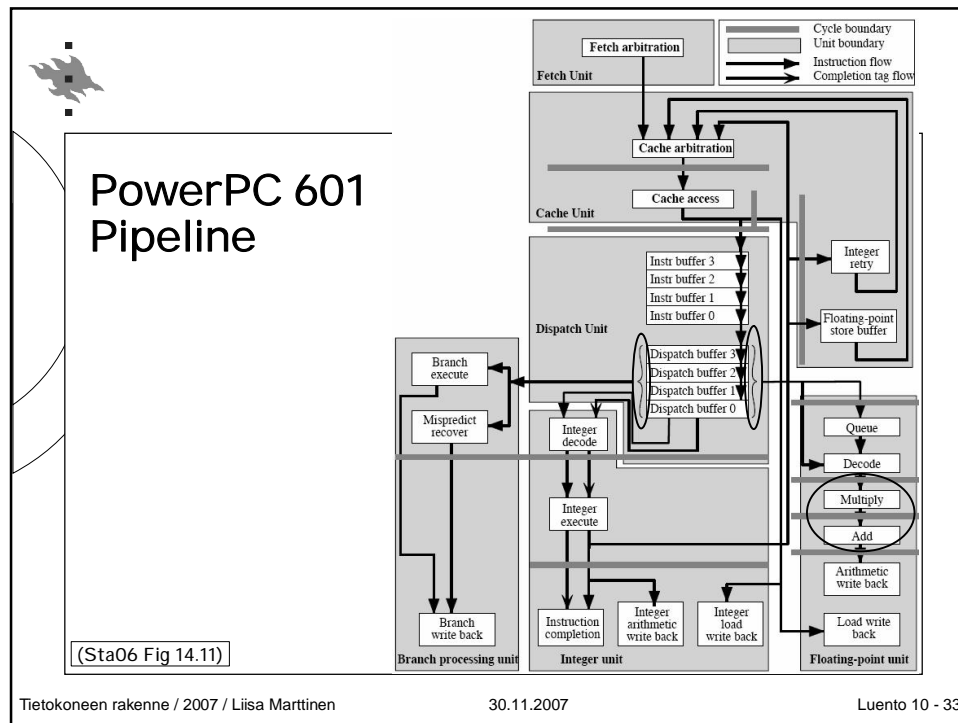 PowerPC 601
Pipeline
(Sta06 Fig 14.11)
Cycle boundary
Unit boundary
Instruction flow
Completion tag flow
Fetch arbitration
Fetch Unit
Cache arbitration
Cache access
Cache Unit
Integer
retry
Floating-point
store buffer
Instr buffer 3
Instr buffer 2
Instr buffer 1
Instr buffer 0
Dispatch Unit
Dispatch buffer 3
Dispatch buffer 2
Dispatch buffer 1
Dispatch buffer 0
Branch
execute
Mispredict
recover
Integer
decode
Queue
Decode
Multiply
Add
Integer
execute
Arithmetic
write back
Branch
write back
Instruction
completion
Integer
arithmetic
write back
Integer
load
write back
Load write
back
Branch processing unit
Integer unit
Floating-point unit
Tietokoneen rakenne / 2007 / Liisa Marttinen
30.11.2007
Luento 10 - 33